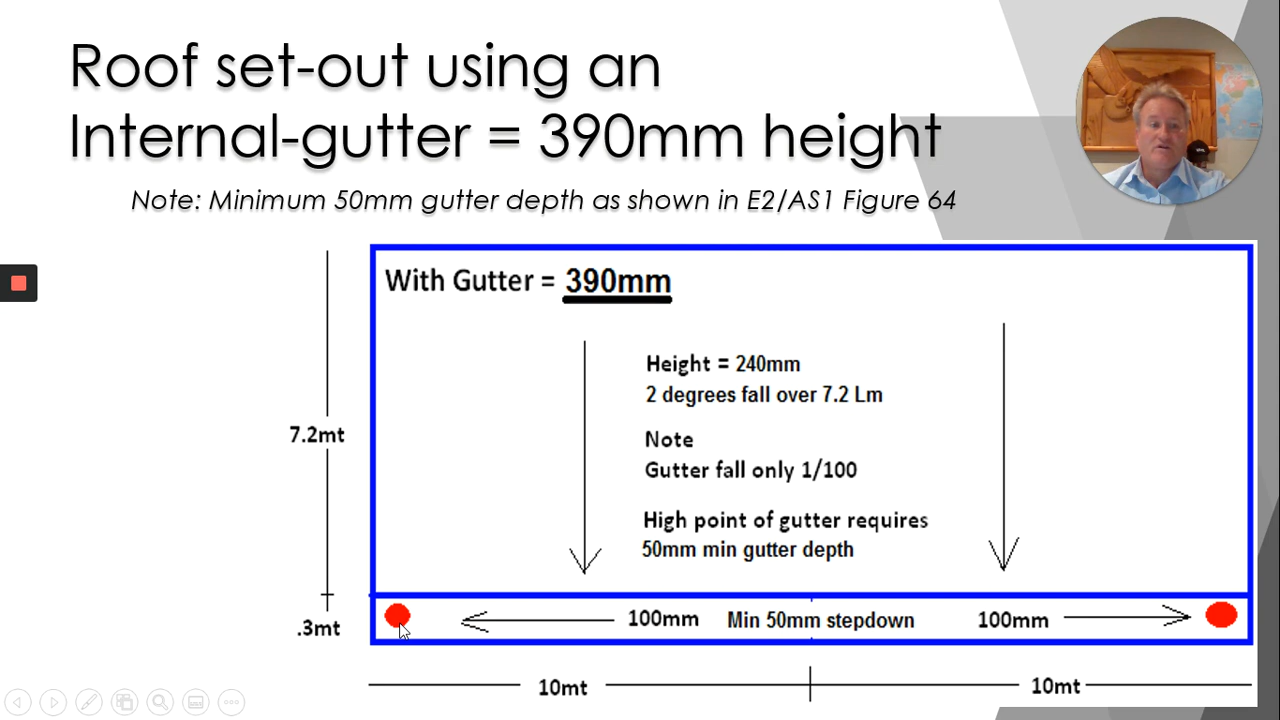 Roof set-out using an
Internal-gutter = 390mm height
Note: Minimum 50mm gutter depth as shown in E2/AS1 Figure 64
With Gutter = 390mm
Height = 240mm
2 degrees fall over 7.2 Lm
7.2mt
Note
Gutter fall only 1/100
High point of gutter requires
50mm min gutter depth
.3mt
100mm Min 50mm stepdown 100mm
10mt 10mt